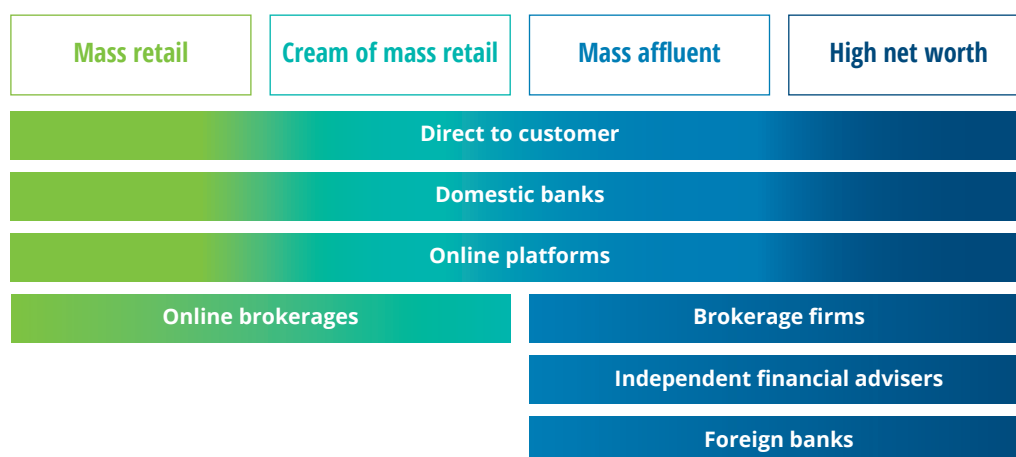 Mass retail
Cream of mass retail
Mass affluent
High net worth
Direct to customer
Domestic banks
Online platforms
Online brokerages
Brokerage firms
Independent financial advisers
Foreign banks